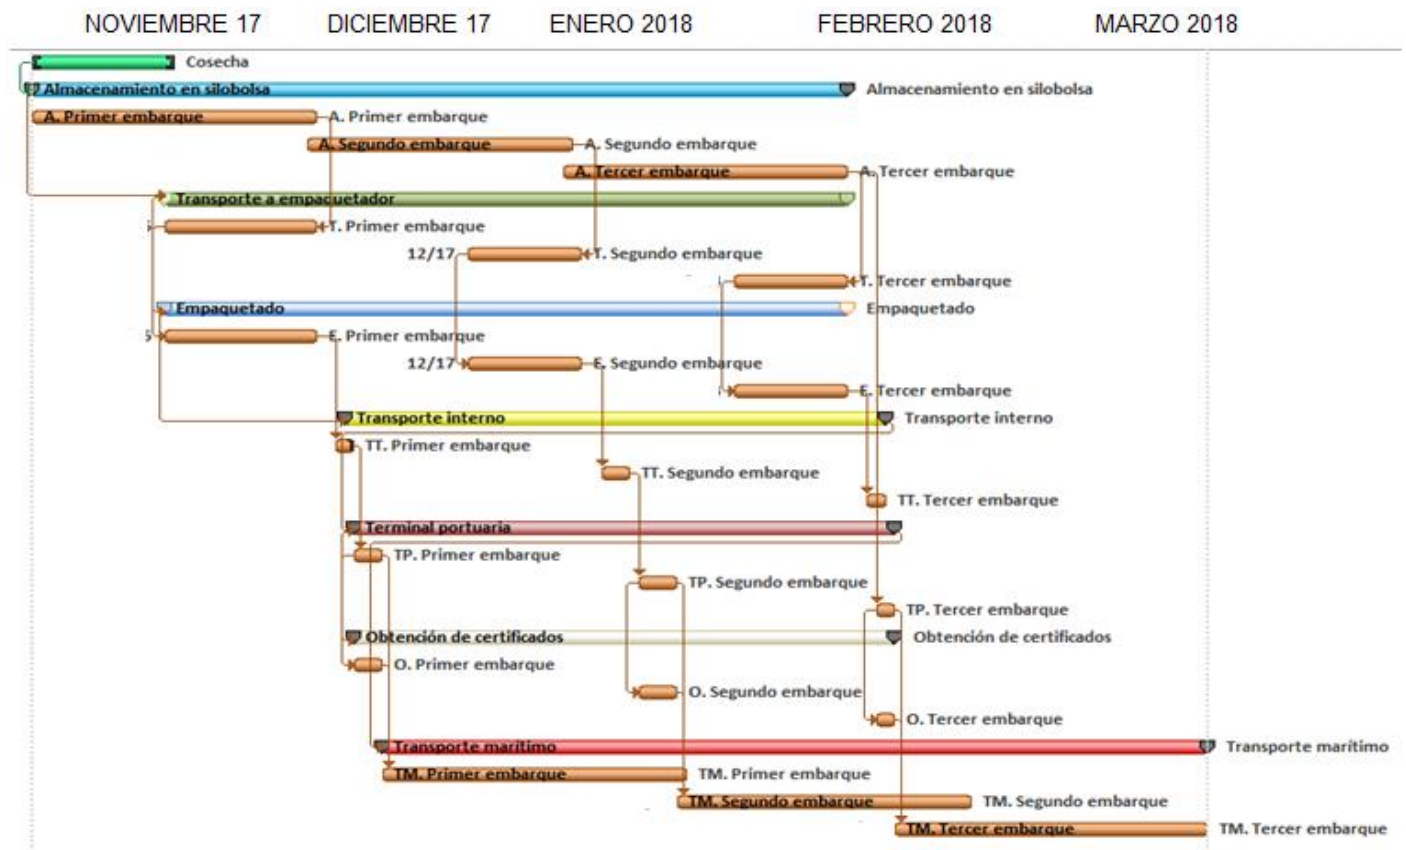 NOVIEMBRE 17 DICIEMBRE 17 ENERO 2018 FEBRERO 2018 MARZO 2018
Cosecha
Almacenamiento en silobolsa Almacenamiento en silobolsa
A. Primer embarque A. Primer embarque
A. Segundo embarque A. Segundo embarque
A. Tercer embarque A. Tercer embarque
Transporte a empaquetador
T. Primer embarque
12/17 T. Segundo embarque
T. Tercer embarque
Empaquetado Empaquetado
E. Primer embarque
12/17 E. Segundo embarque
E. Tercer embarque
Transporte interno Transporte interno
TT. Primer embarque
TT. Segundo embarque
TT. Tercer embarque
Terminal portuaria
TP. Primer embarque
TP. Segundo embarque
TP. Tercer embarque
Obtención de certificados Obtención de certificados
O. Primer embarque
O. Segundo embarque
O. Tercer embarque
Transporte marítimo Transporte marítimo
TM. Primer embarque TM. Primer embarque
TM. Segundo embarque TM. Segundo embarque
TM. Tercer embarque TM. Tercer embarque